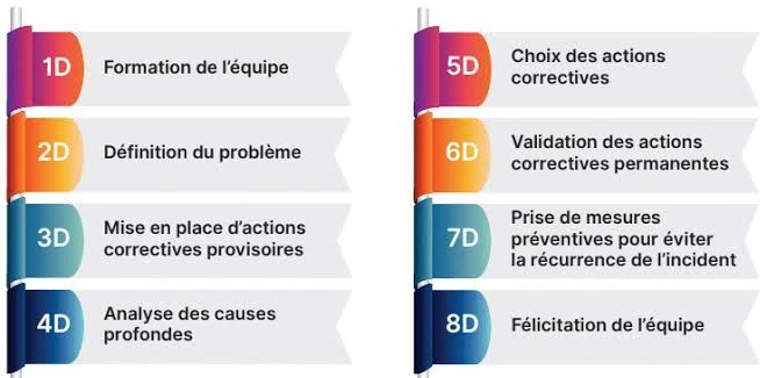 1D
Formation de l’équipe
2D
Définition du problème
3D
Mise en place d’actions
correctives provisoires
4D
Analyse des causes
profondes
5D
Choix des actions
correctives
6D
Validation des actions
correctives permanentes
7D
Prise de mesures
préventives pour éviter
la récurrence de l’incident
8D
Félicitation de l’équipe